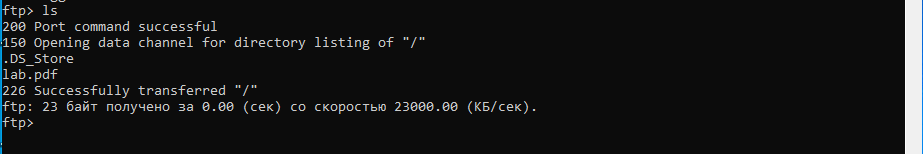 ftp> ls
200 Port command successful
150 Opening data channel for directory listing of "/"
.DS_Store
lab.pdf
226 Successfully transferred "/"
ftp: 23 байт получено за 0.00 (сек) со скоростью 23000.00 (КБ/сек).
ftp>